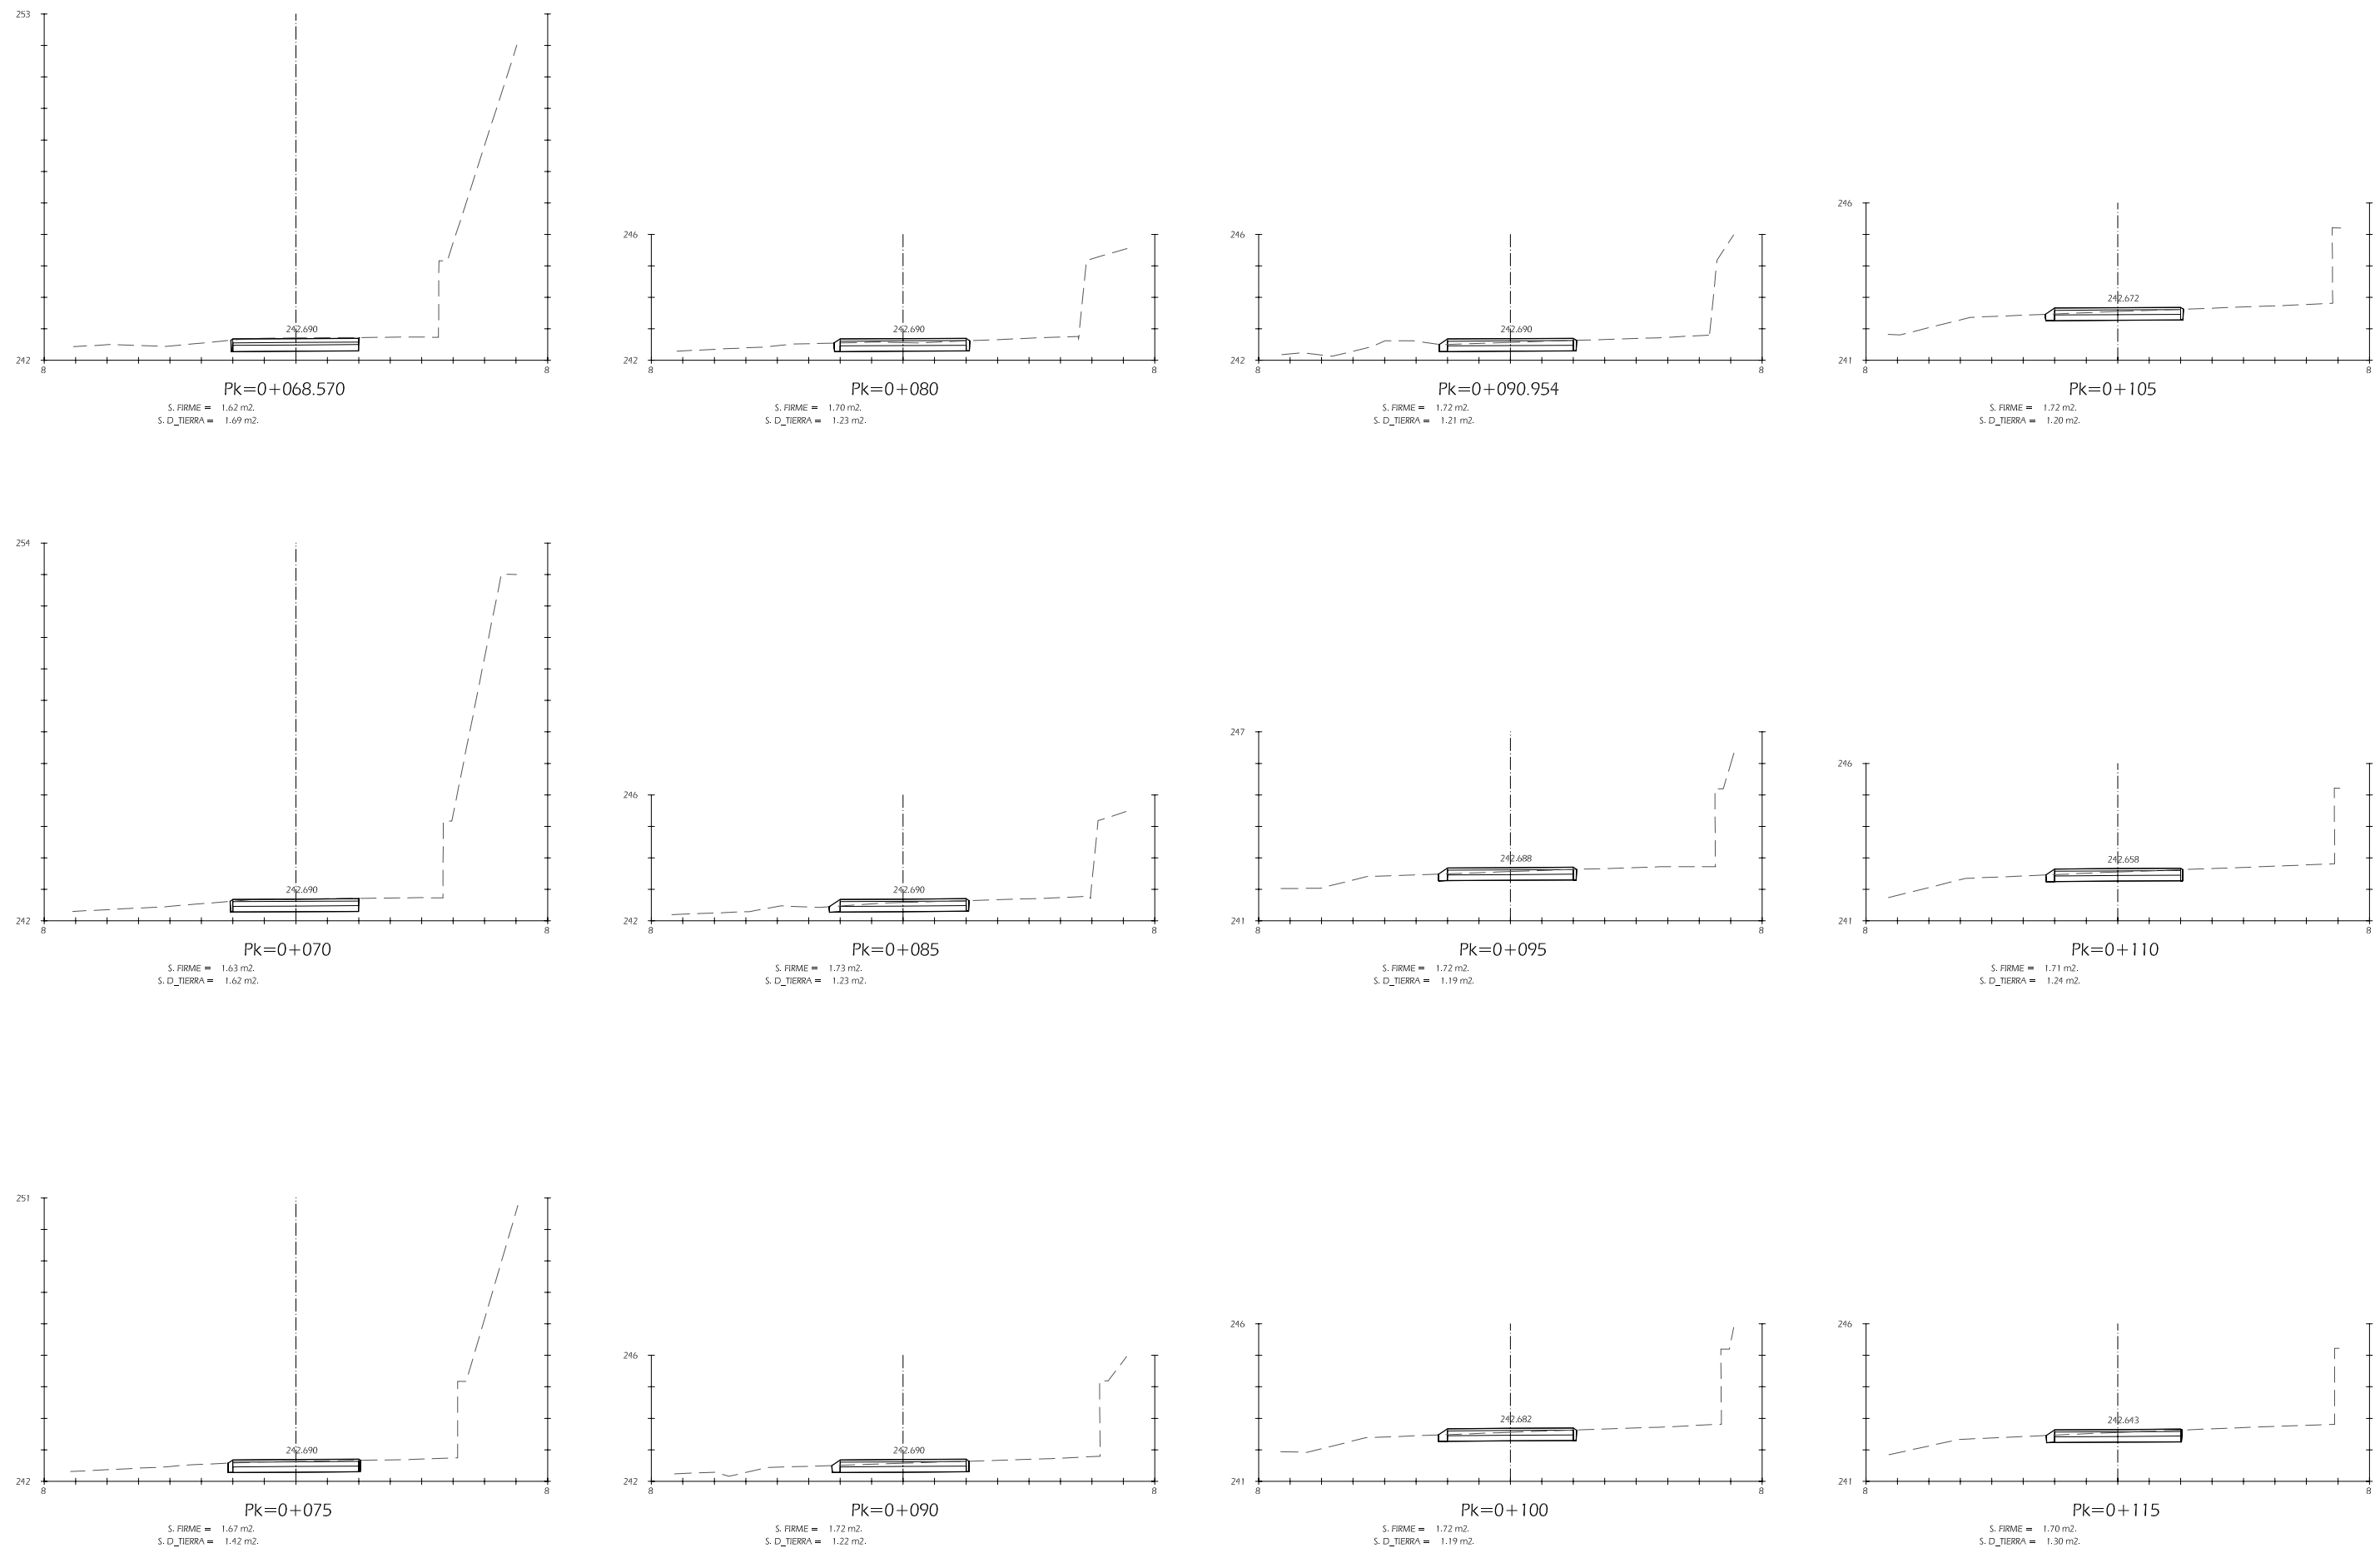 253
242.690
242
8 8
Pk=0+068.570
S. FIRME = 1.62 m2.
S. D_TIERRA = 1.69 m2.
246
242.690
242
8 8
Pk=0+080
S. FIRME = 1.70 m2.
S. D_TIERRA = 1.23 m2.
246
242.690
242
8 8
Pk=0+090.954
S. FIRME = 1.72 m2.
S. D_TIERRA = 1.21 m2.
246
242.672
241
8 8
Pk=0+105
S. FIRME = 1.72 m2.
S. D_TIERRA = 1.20 m2.
254
242.690
242
8 8
Pk=0+070
S. FIRME = 1.63 m2.
S. D_TIERRA = 1.62 m2.
246
242.690
242
8 8
Pk=0+085
S. FIRME = 1.73 m2.
S. D_TIERRA = 1.23 m2.
247
242.688
241
8 8
Pk=0+095
S. FIRME = 1.72 m2.
S. D_TIERRA = 1.19 m2.
246
242.658
241
8 8
Pk=0+110
S. FIRME = 1.71 m2.
S. D_TIERRA = 1.24 m2.
251
242.690
242
8 8
Pk=0+075
S. FIRME = 1.67 m2.
S. D_TIERRA = 1.42 m2.
246
242.690
242
8 8
Pk=0+090
S. FIRME = 1.72 m2.
S. D_TIERRA = 1.22 m2.
246
242.682
241
8 8
Pk=0+100
S. FIRME = 1.72 m2.
S. D_TIERRA = 1.19 m2.
246
242.643
241
8 8
Pk=0+115
S. FIRME = 1.70 m2.
S. D_TIERRA = 1.30 m2.